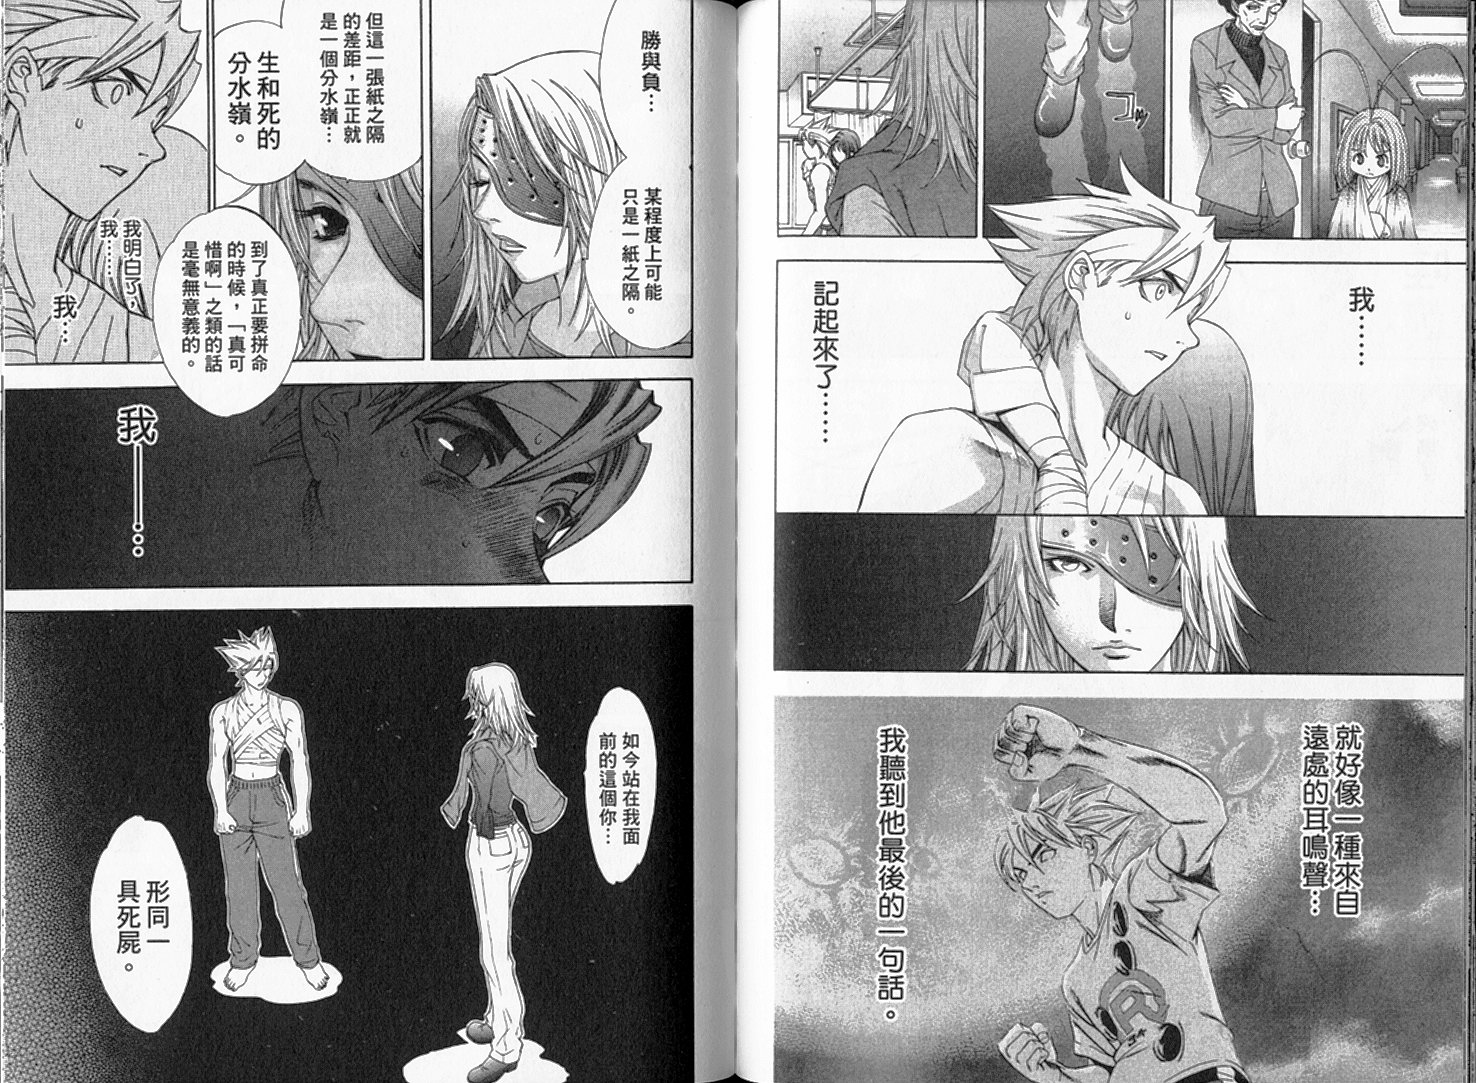 コッ
我……
記起來了……
就好像一種來自
遠處的耳鳴聲…
我聽到他最後的一句話。
勝與負…
某程度上可能
只是一紙之隔。
但這一張紙之隔
的差距，正正就
是一個分水嶺…
生和死的
分水嶺。
到了真正要拼命
的時候，「真可
惜啊」之類的話
是毫無意義的。
我明白了，
我……
我…
我——…
如今站在我面
前的這個你…
形同一
具死屍。